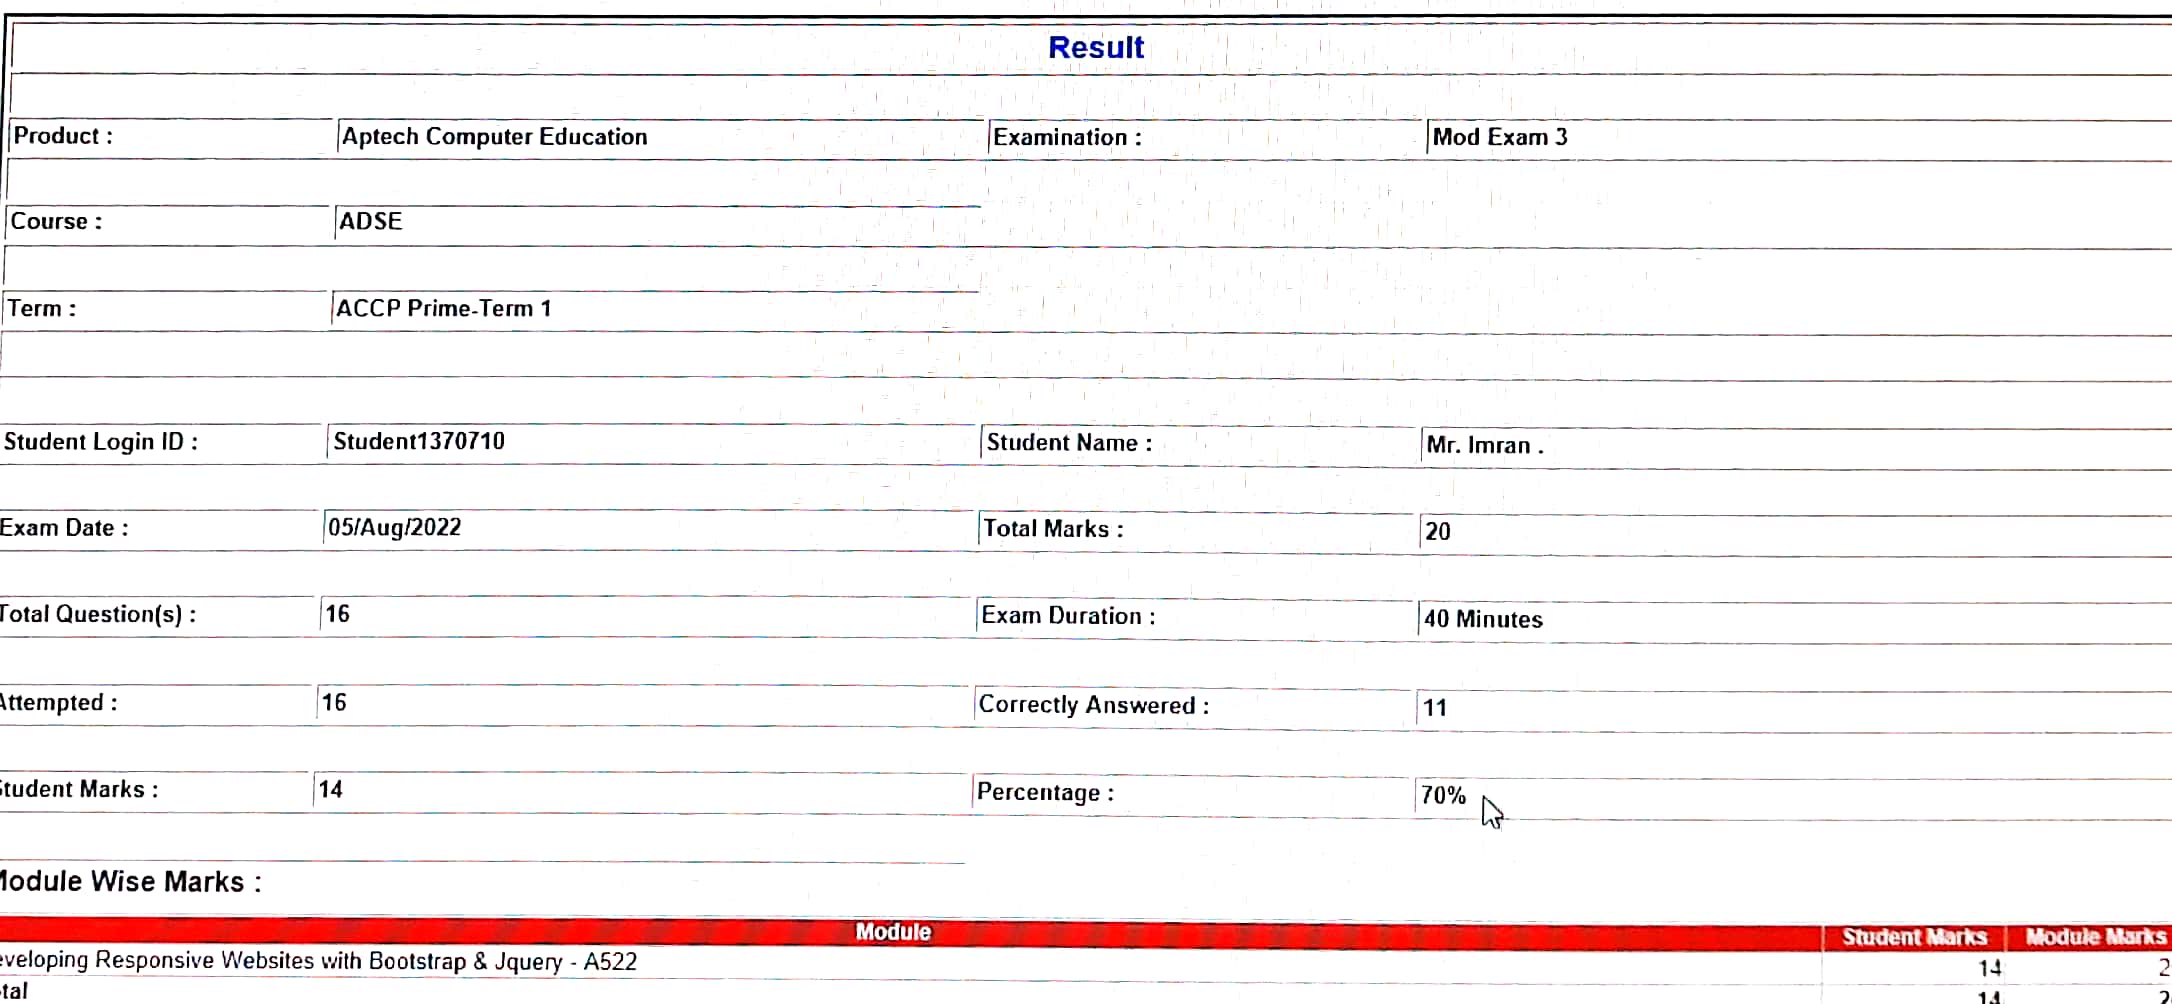 Result
Product : Aptech Computer Education Examination : Mod Exam 3
Course : ADSE
Term : ACCP Prime-Term 1
Student Login ID : Student1370710 Student Name : Mr. Imran .
Exam Date : 05/Aug/2022 Total Marks : 20
Total Question(s) : 16 Exam Duration : 40 Minutes
Attempted : 16 Correctly Answered : 11
Student Marks : 14 Percentage : 70%
Module Wise Marks :
Module Student Marks Module Marks
eveloping Responsive Websites with Bootstrap & Jquery - A522 14 2
tal 14 2